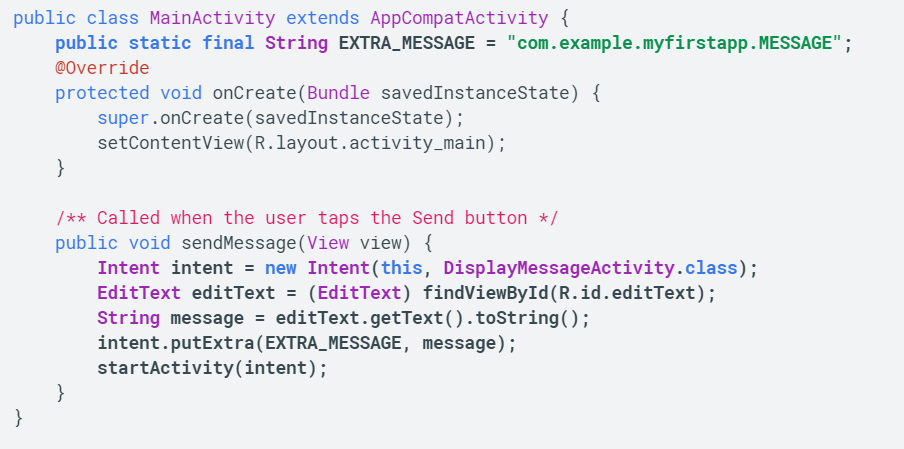 public class MainActivity extends AppCompatActivity {
    public static final String EXTRA_MESSAGE = "com.example.myfirstapp.MESSAGE";
    @Override
    protected void onCreate(Bundle savedInstanceState) {
        super.onCreate(savedInstanceState);
        setContentView(R.layout.activity_main);
    }

    /** Called when the user taps the Send button */
    public void sendMessage(View view) {
        Intent intent = new Intent(this, DisplayMessageActivity.class);
        EditText editText = (EditText) findViewById(R.id.editText);
        String message = editText.getText().toString();
        intent.putExtra(EXTRA_MESSAGE, message);
        startActivity(intent);
    }
}